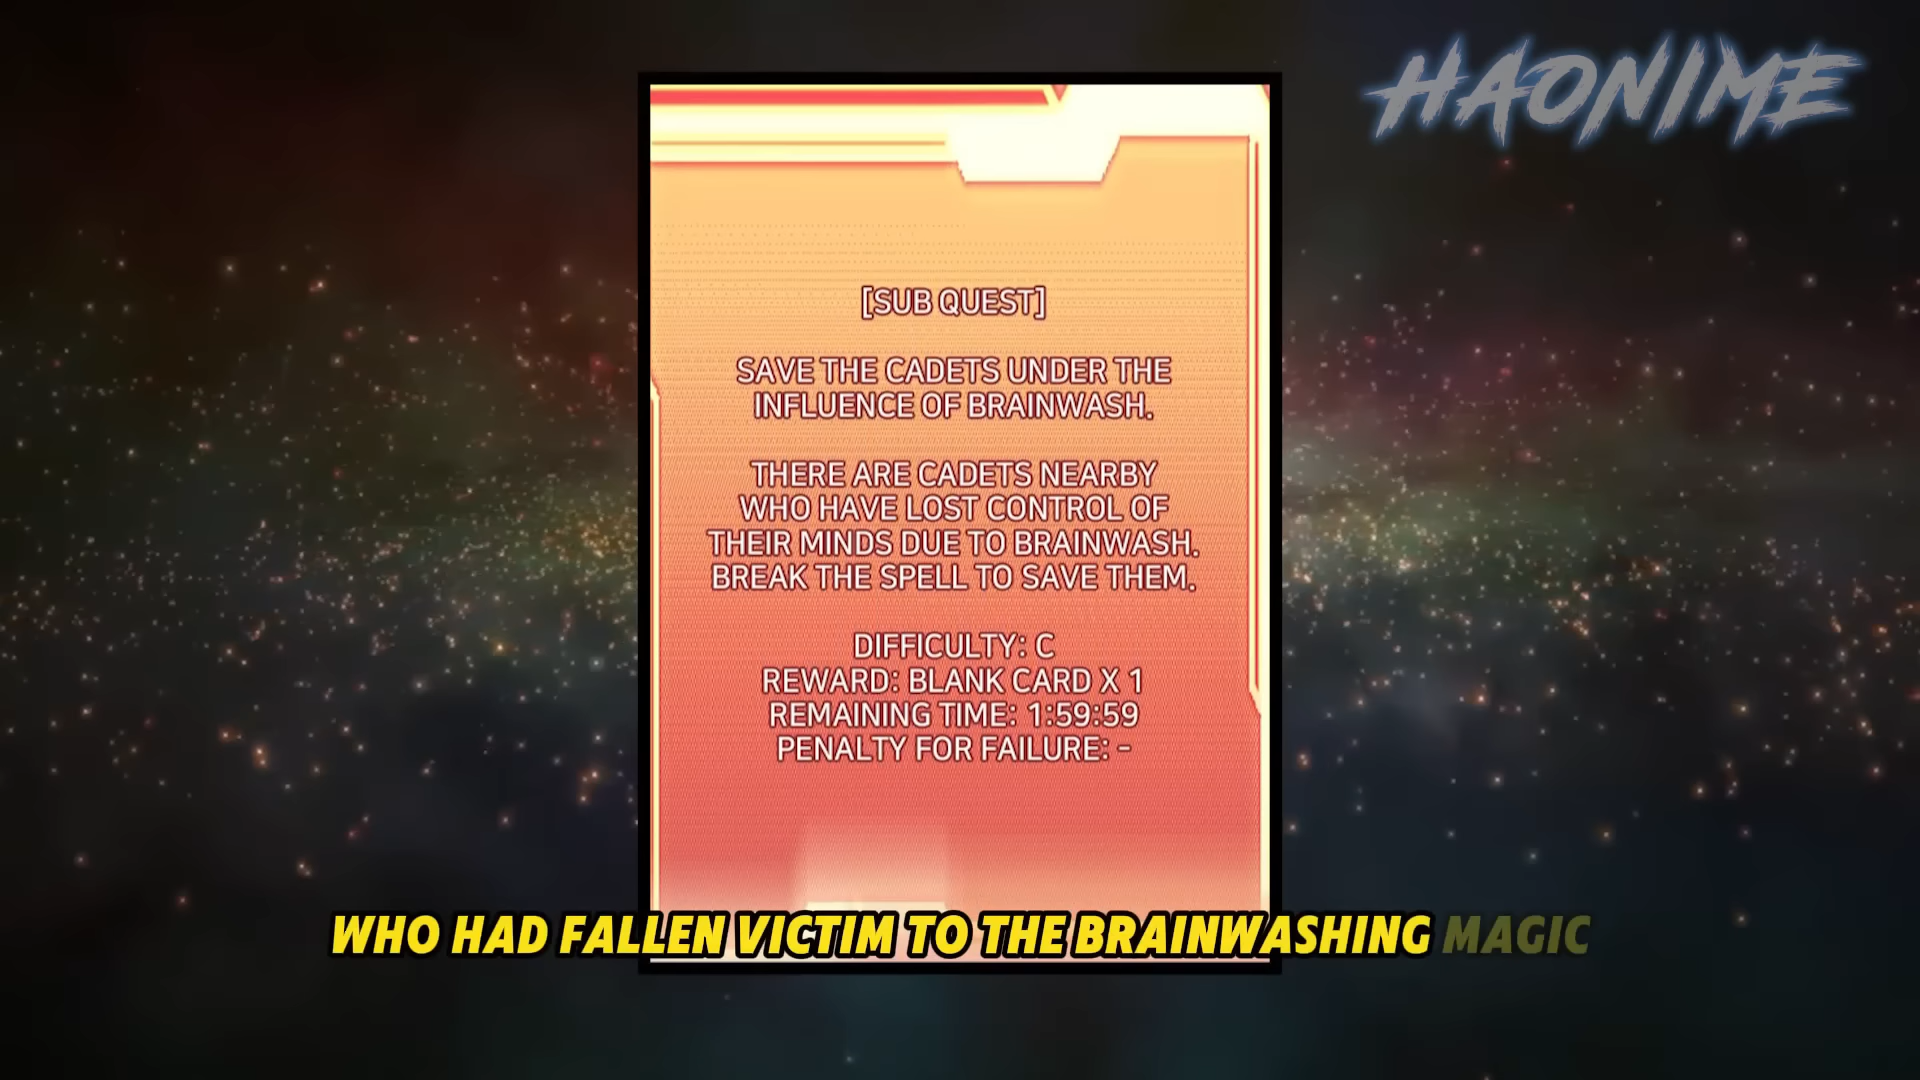 HAONIME
[SUB QUEST]
SAVE THE CADETS UNDER THE
INFLUENCE OF BRAINWASH.
THERE ARE CADETS NEARBY
WHO HAVE LOST CONTROL OF
THEIR MINDS DUE TO BRAINWASH.
BREAK THE SPELL TO SAVE THEM.
DIFFICULTY: C
REWARD: BLANK CARD X 1
REMAINING TIME: 1:59:59
PENALTY FOR FAILURE: -
WHO HAD FALLEN VICTIM TO THE BRAINWASHING MAGIC